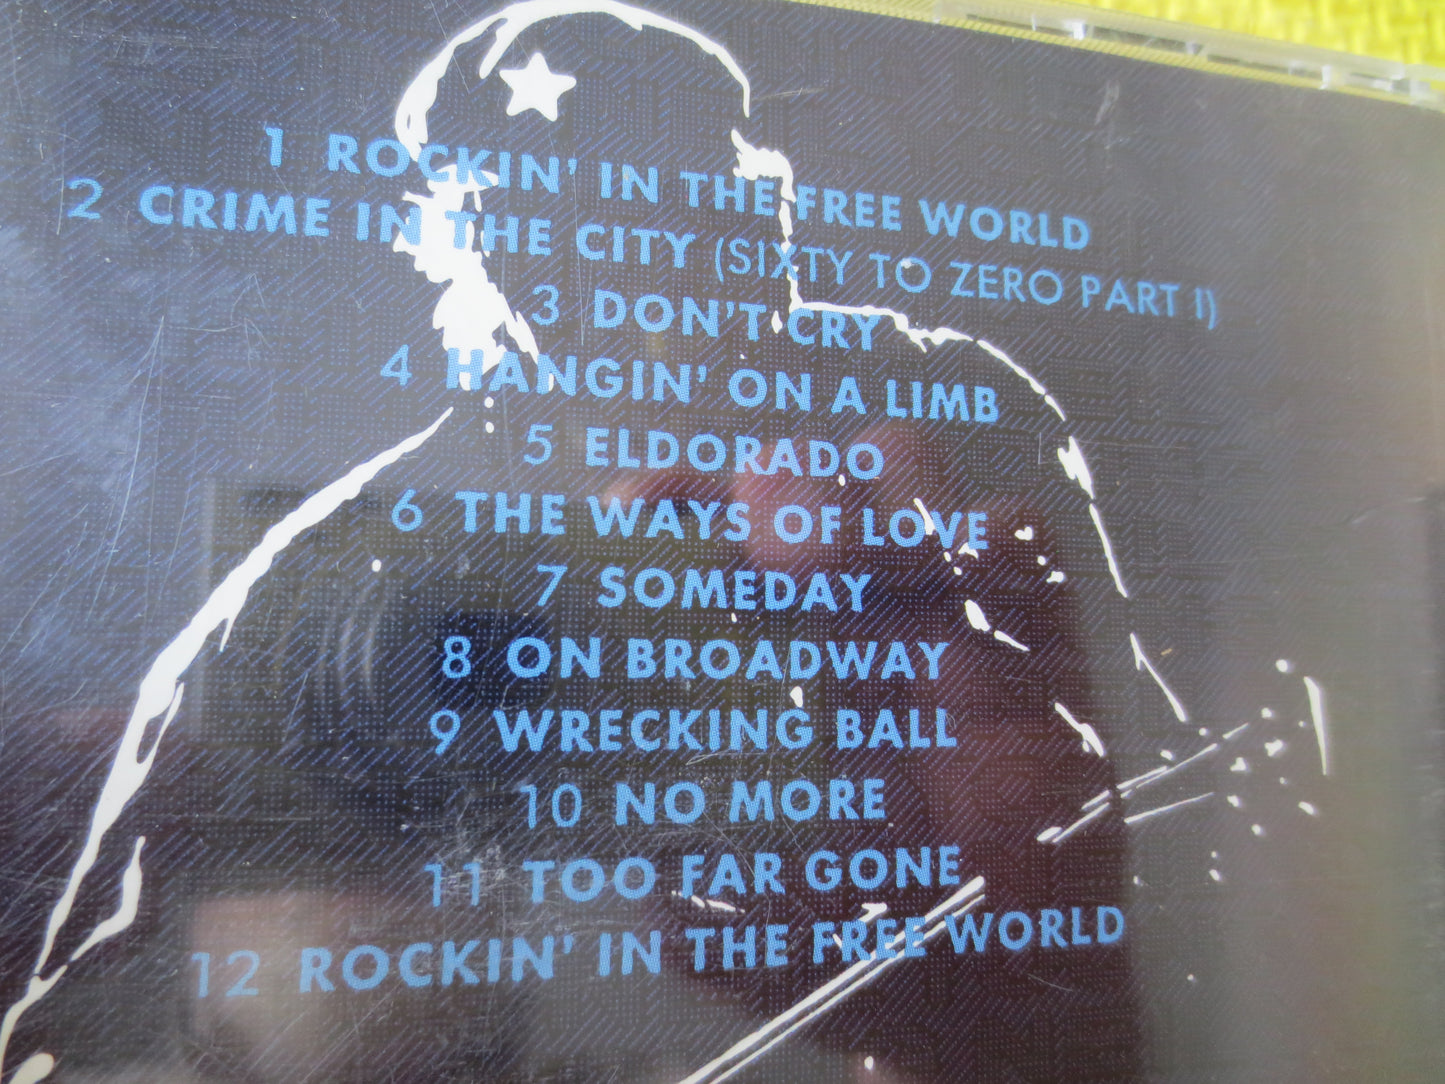 1 ROCKIN' IN THE FREE WORLD
2 CRIME IN THE CITY (SIXTY TO ZERO PART I)
3 DON'T CRY
4 HANGIN' ON A LIMB
5 ELDORADO
6 THE WAYS OF LOVE
7 SOMEDAY
8 ON BROADWAY
9 WRECKING BALL
10 NO MORE
11 TOO FAR GONE
12 ROCKIN' IN THE FREE WORLD